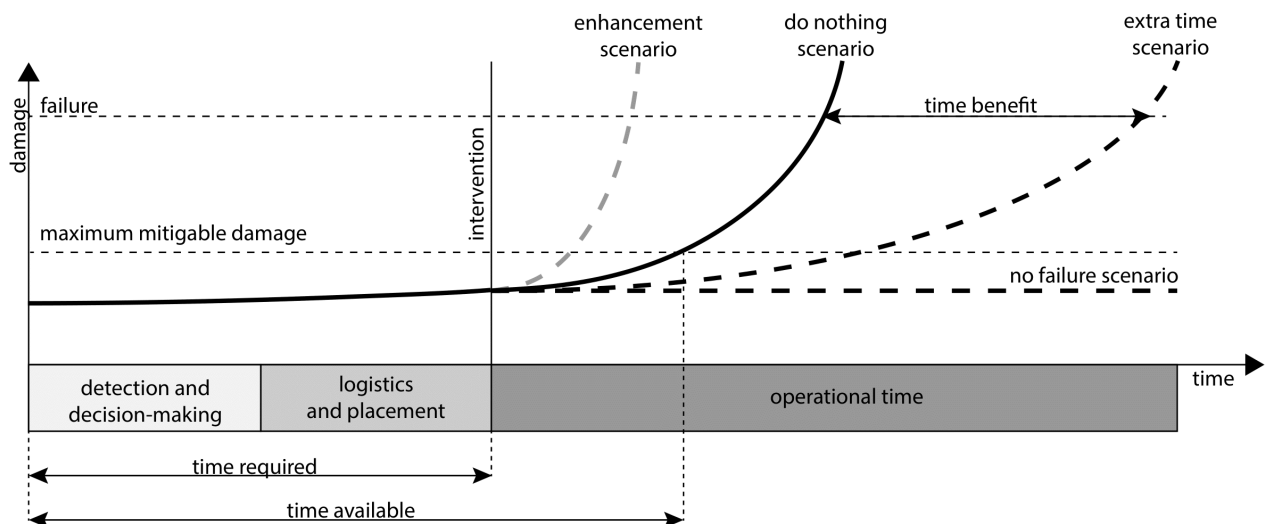 enhancement
scenario
do nothing
scenario
extra time
scenario
damage
failure
time benefit
intervention
maximum mitigable damage
no failure scenario
detection and
decision-making
logistics
and placement
operational time
time
time required
time available